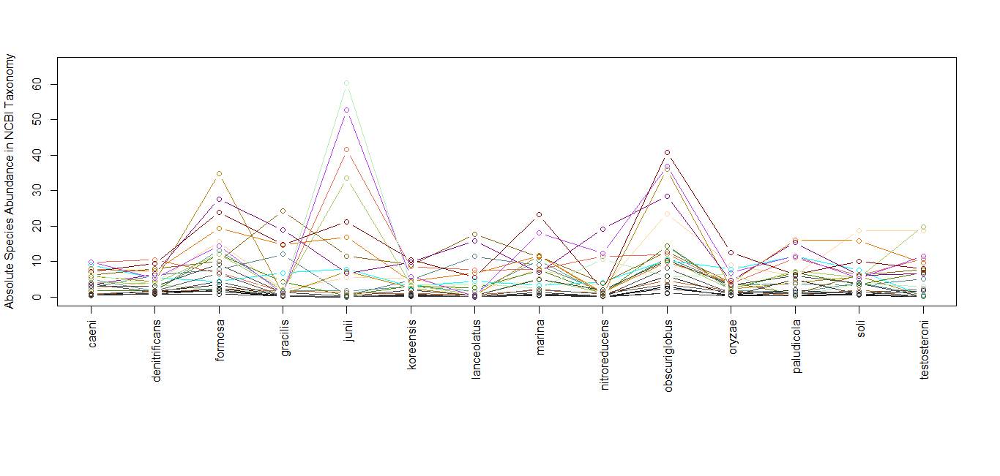 Absolute Species Abundance in NCBI Taxonomy
60
50
40
30
20
10
0
caeni
denitrificans
formosa
gracilis
junii
koreensis
lanceolatus
marina
nitroreducens
obscuriglobus
oryzae
paludicola
soli
testosteroni